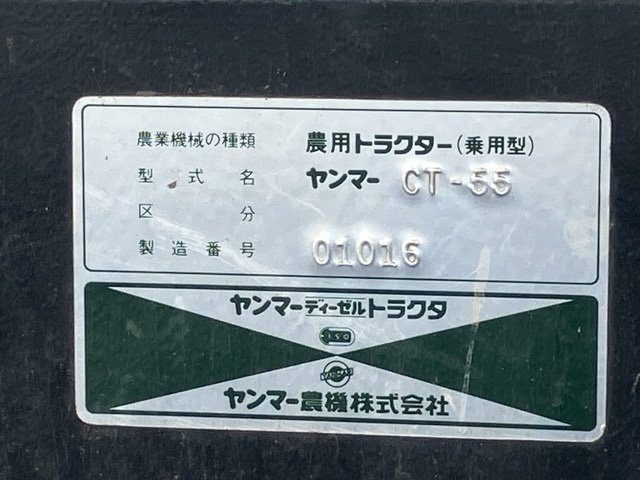 農業機械の種類 農用トラクター(乗用型)
型式名 ヤンマー CT-55
区分
製造番号 01016
ヤンマーディーゼルトラクタ
ISO
YANMAR
ヤンマー農機株式会社